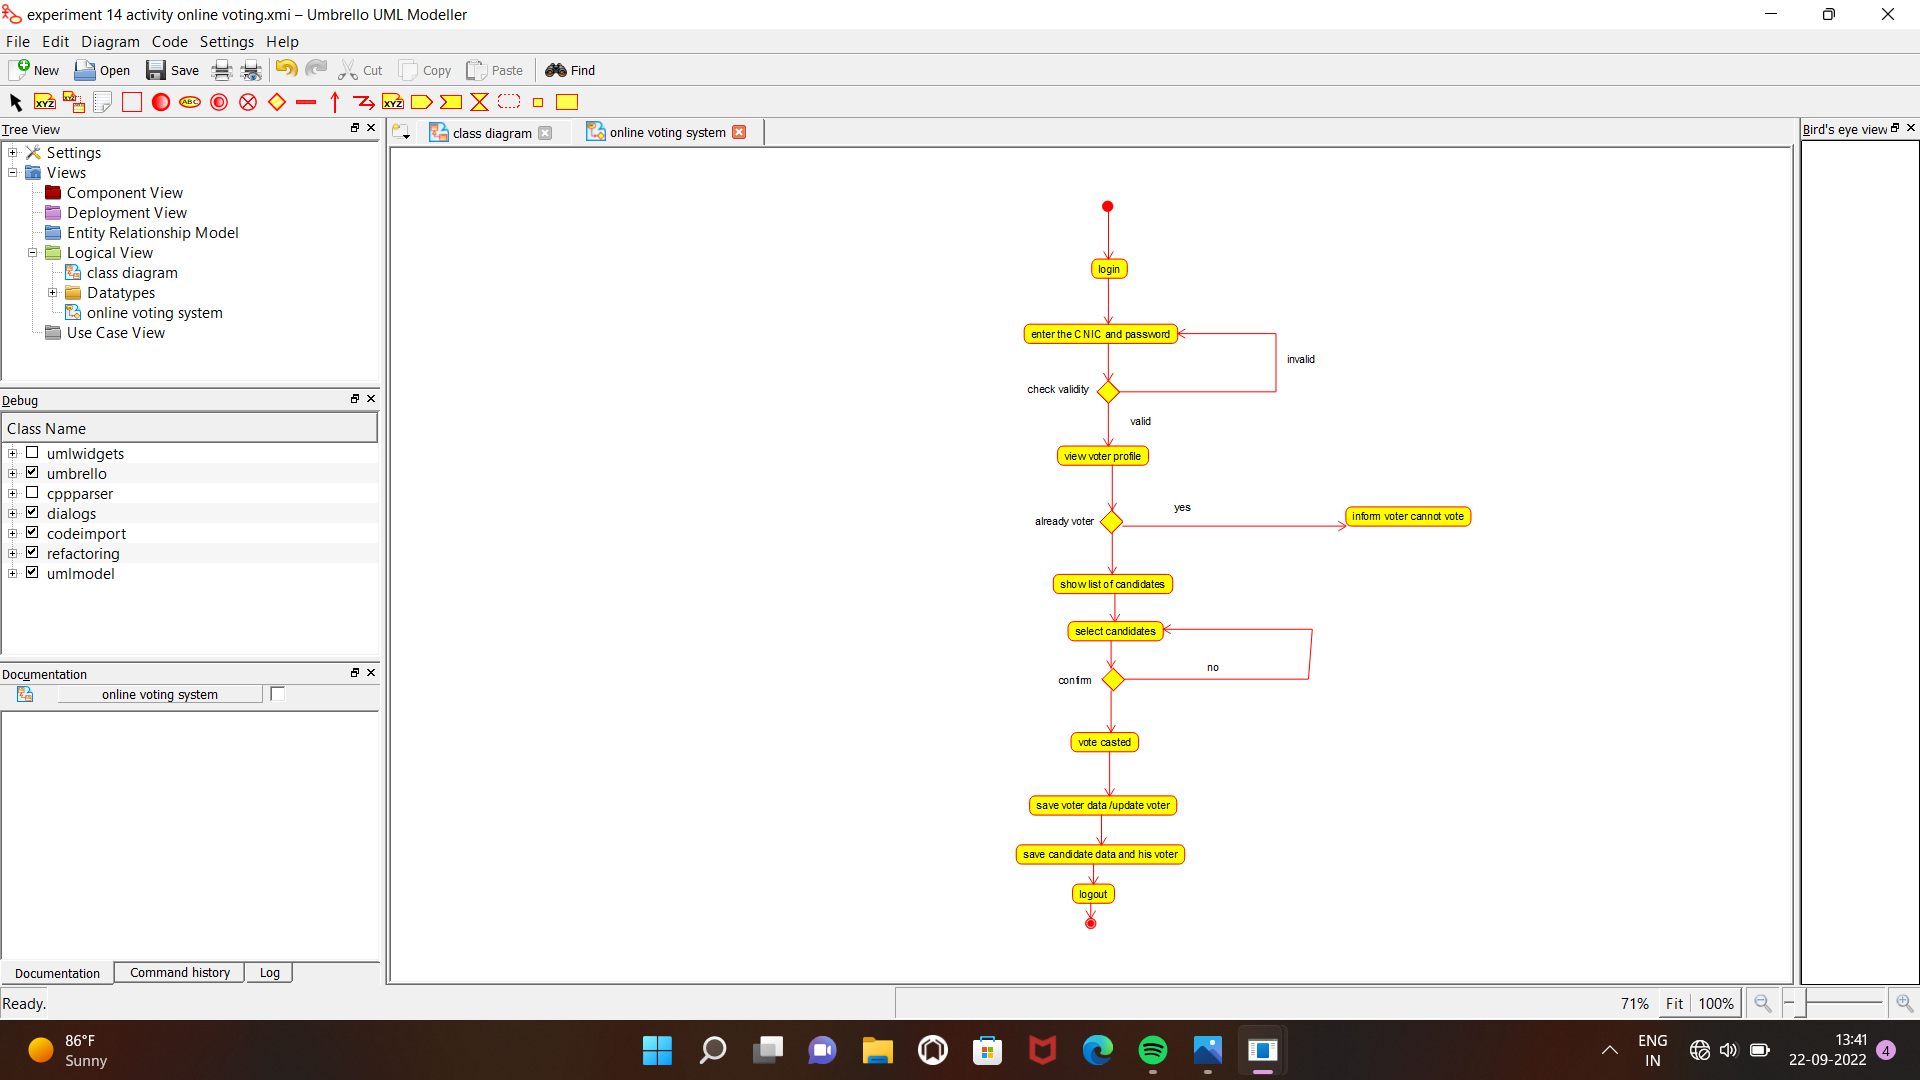 experiment 14 activity online voting.xmi – Umbrello UML Modeller
File Edit Diagram Code Settings Help
New Open Save Cut Copy Paste Find
XYZ XYZ ABC XYZ
Tree View
Settings
Views
Component View
Deployment View
Entity Relationship Model
Logical View
class diagram
Datatypes
online voting system
Use Case View
Debug
Class Name
umlwidgets
umbrello
cppparser
dialogs
codeimport
refactoring
umlmodel
Documentation
online voting system
Documentation Command history Log
Ready.
class diagram online voting system
login
enter the CNIC and password
invalid
check validity
valid
view voter profile
yes
already voter
inform voter cannot vote
show list of candidates
select candidates
no
confirm
vote casted
save voter data /update voter
save candidate data and his voter
logout
Bird's eye view
71% Fit 100%
86°F
Sunny
ENG
IN
13:41
22-09-2022
4